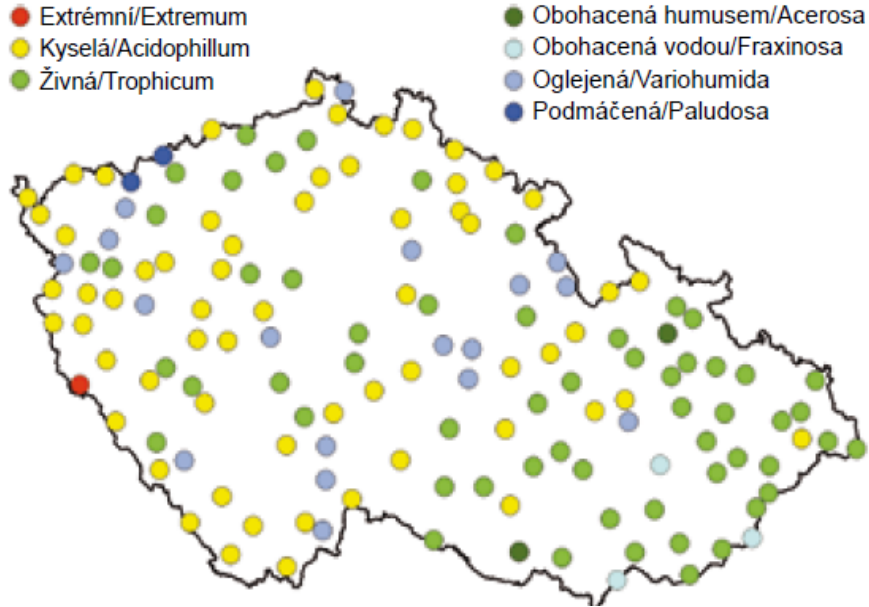 Extrémní/Extremum
Kyselá/Acidophillum
Živná/Trophicum
Obohacená humusem/Acerosa
Obohacená vodou/Fraxinosa
Oglejená/Variohumida
Podmáčená/Paludosa